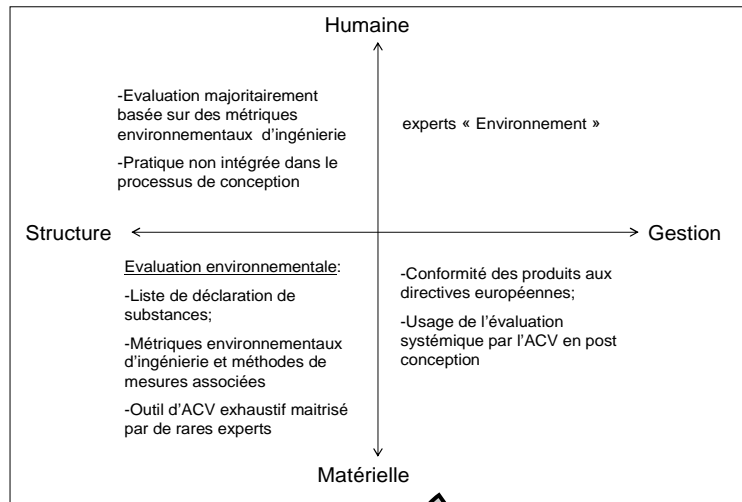 Humaine
-Evaluation majoritairement
basée sur des métriques
environnementaux d'ingénierie
-Pratique non intégrée dans le
processus de conception
experts « Environnement »
Structure
Gestion
Evaluation environnementale:
-Liste de déclaration de
substances;
-Métriques environnementaux
d'ingénierie et méthodes de
mesures associées
-Outil d'ACV exhaustif maitrisé
par de rares experts
-Conformité des produits aux
directives européennes;
-Usage de l'évaluation
systémique par l'ACV en post
conception
Matérielle